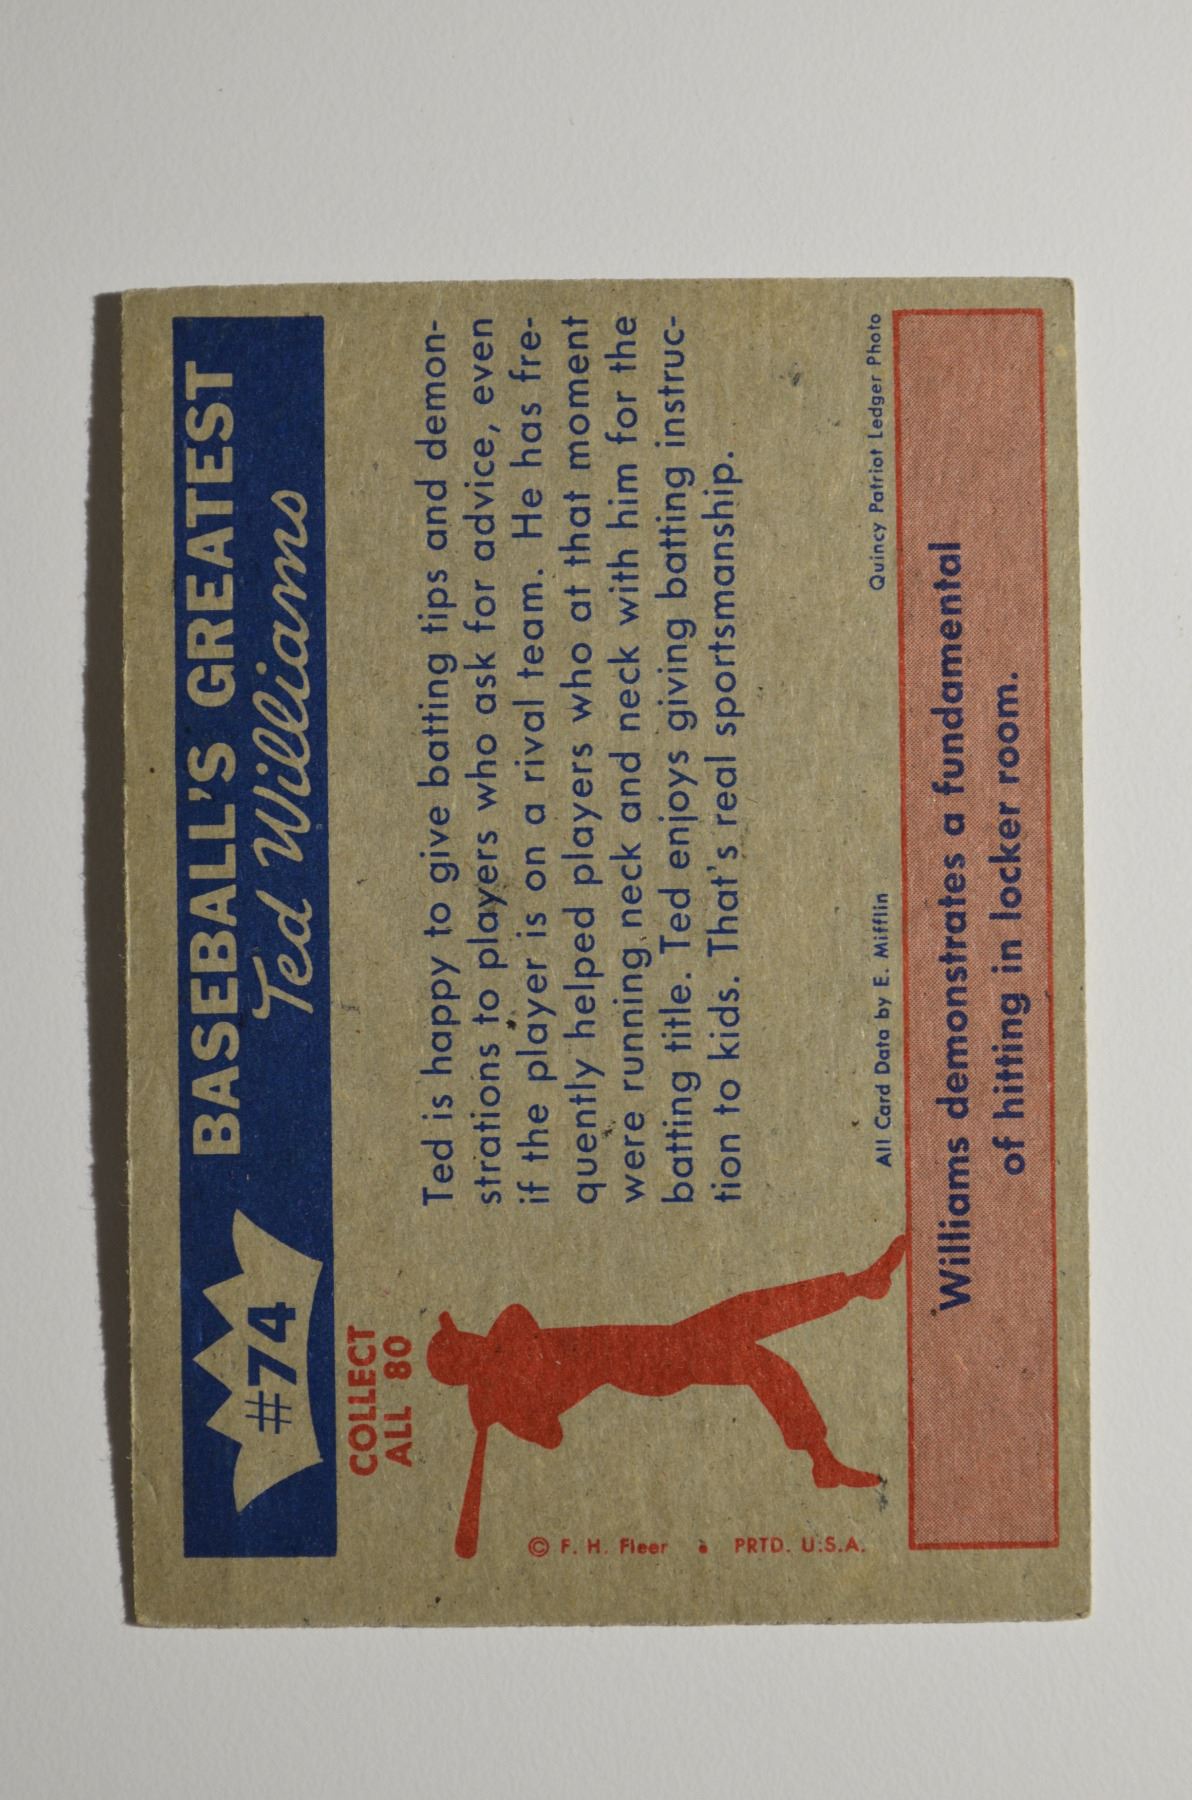 #74
BASEBALL'S GREATEST
Ted Williams
COLLECT
ALL 80
Ted is happy to give batting tips and demon-
strations to players who ask for advice, even
if the player is on a rival team. He has fre-
quently helped players who at that moment
were running neck and neck with him for the
batting title. Ted enjoys giving batting instruc-
tion to kids. That's real sportsmanship.
© F. H. Fleer • PRTD. U.S.A.
All Card Data by E. Mifflin
Quincy Patriot Ledger Photo
Williams demonstrates a fundamental
of hitting in locker room.